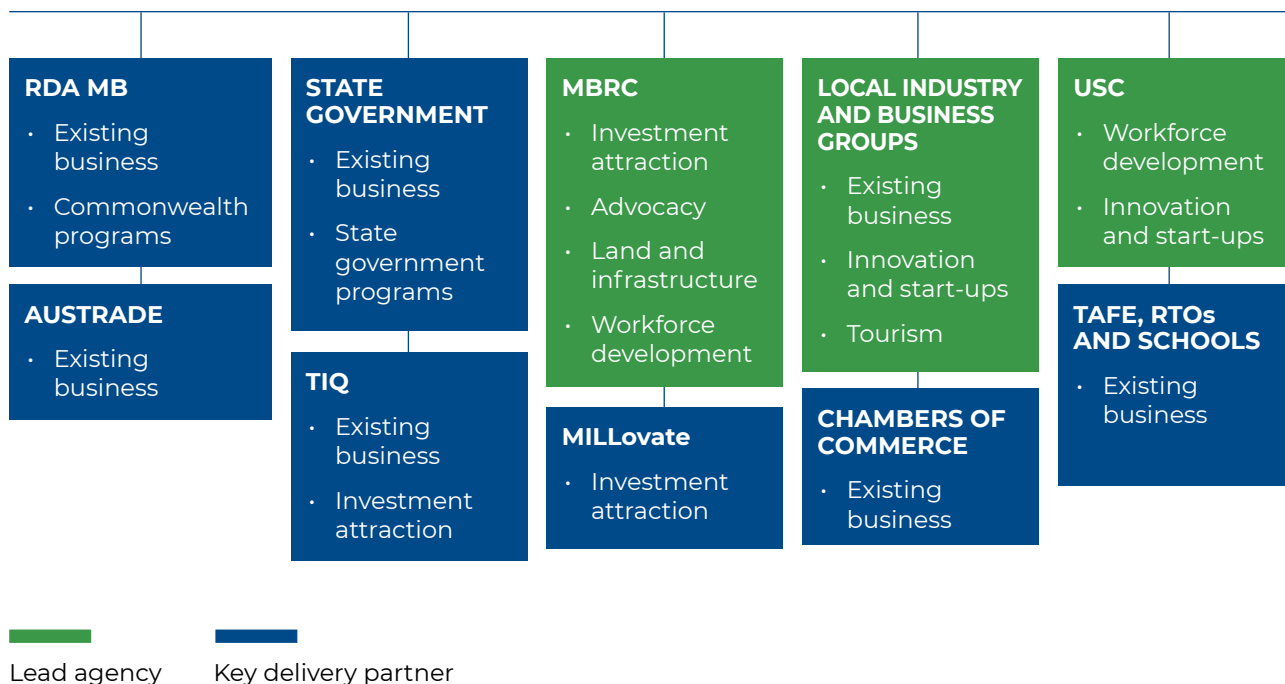 RDA MB
· Existing
business
· Commonwealth
programs
AUSTRADE
· Existing
business
STATE
GOVERNMENT
· Existing
business
· State
government
programs
TIQ
· Existing
business
· Investment
attraction
MBRC
· Investment
attraction
· Advocacy
· Land and
infrastructure
· Workforce
development
MILLovate
· Investment
attraction
LOCAL INDUSTRY
AND BUSINESS
GROUPS
· Existing
business
· Innovation
and start-ups
· Tourism
CHAMBERS OF
COMMERCE
· Existing
business
USC
· Workforce
development
· Innovation
and start-ups
TAFE, RTOs
AND SCHOOLS
· Existing
business
Lead agency
Key delivery partner